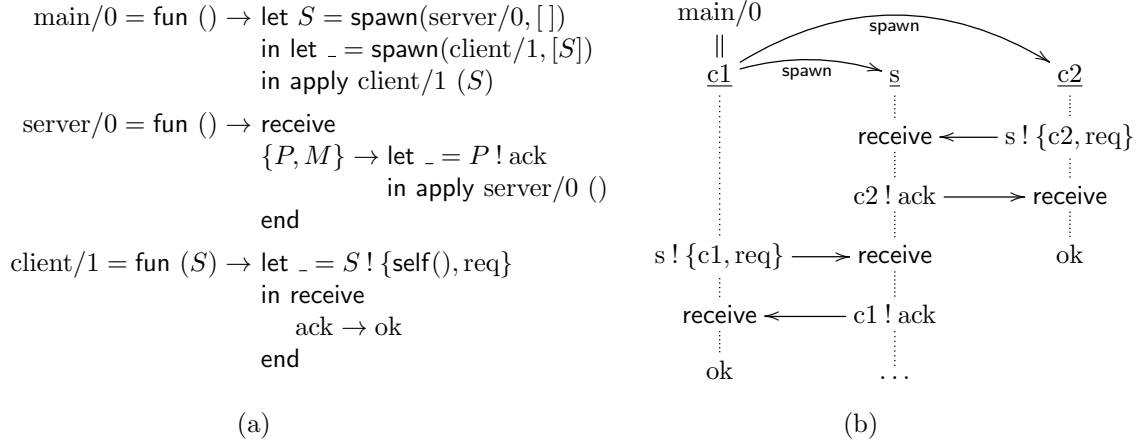 main/0 = fun () → let S = spawn(server/0, [ ])
in let _ = spawn(client/1, [S])
in apply client/1 (S)
server/0 = fun () → receive
{P, M} → let _ = P ! ack
in apply server/0 ()
end
client/1 = fun (S) → let _ = S ! {self(), req}
in receive
ack → ok
end
(a)
main/0
||
spawn
c1 spawn s c2
receive s ! {c2, req}
c2 ! ack receive
s ! {c1, req} receive ok
receive c1 ! ack
ok ...
(b)